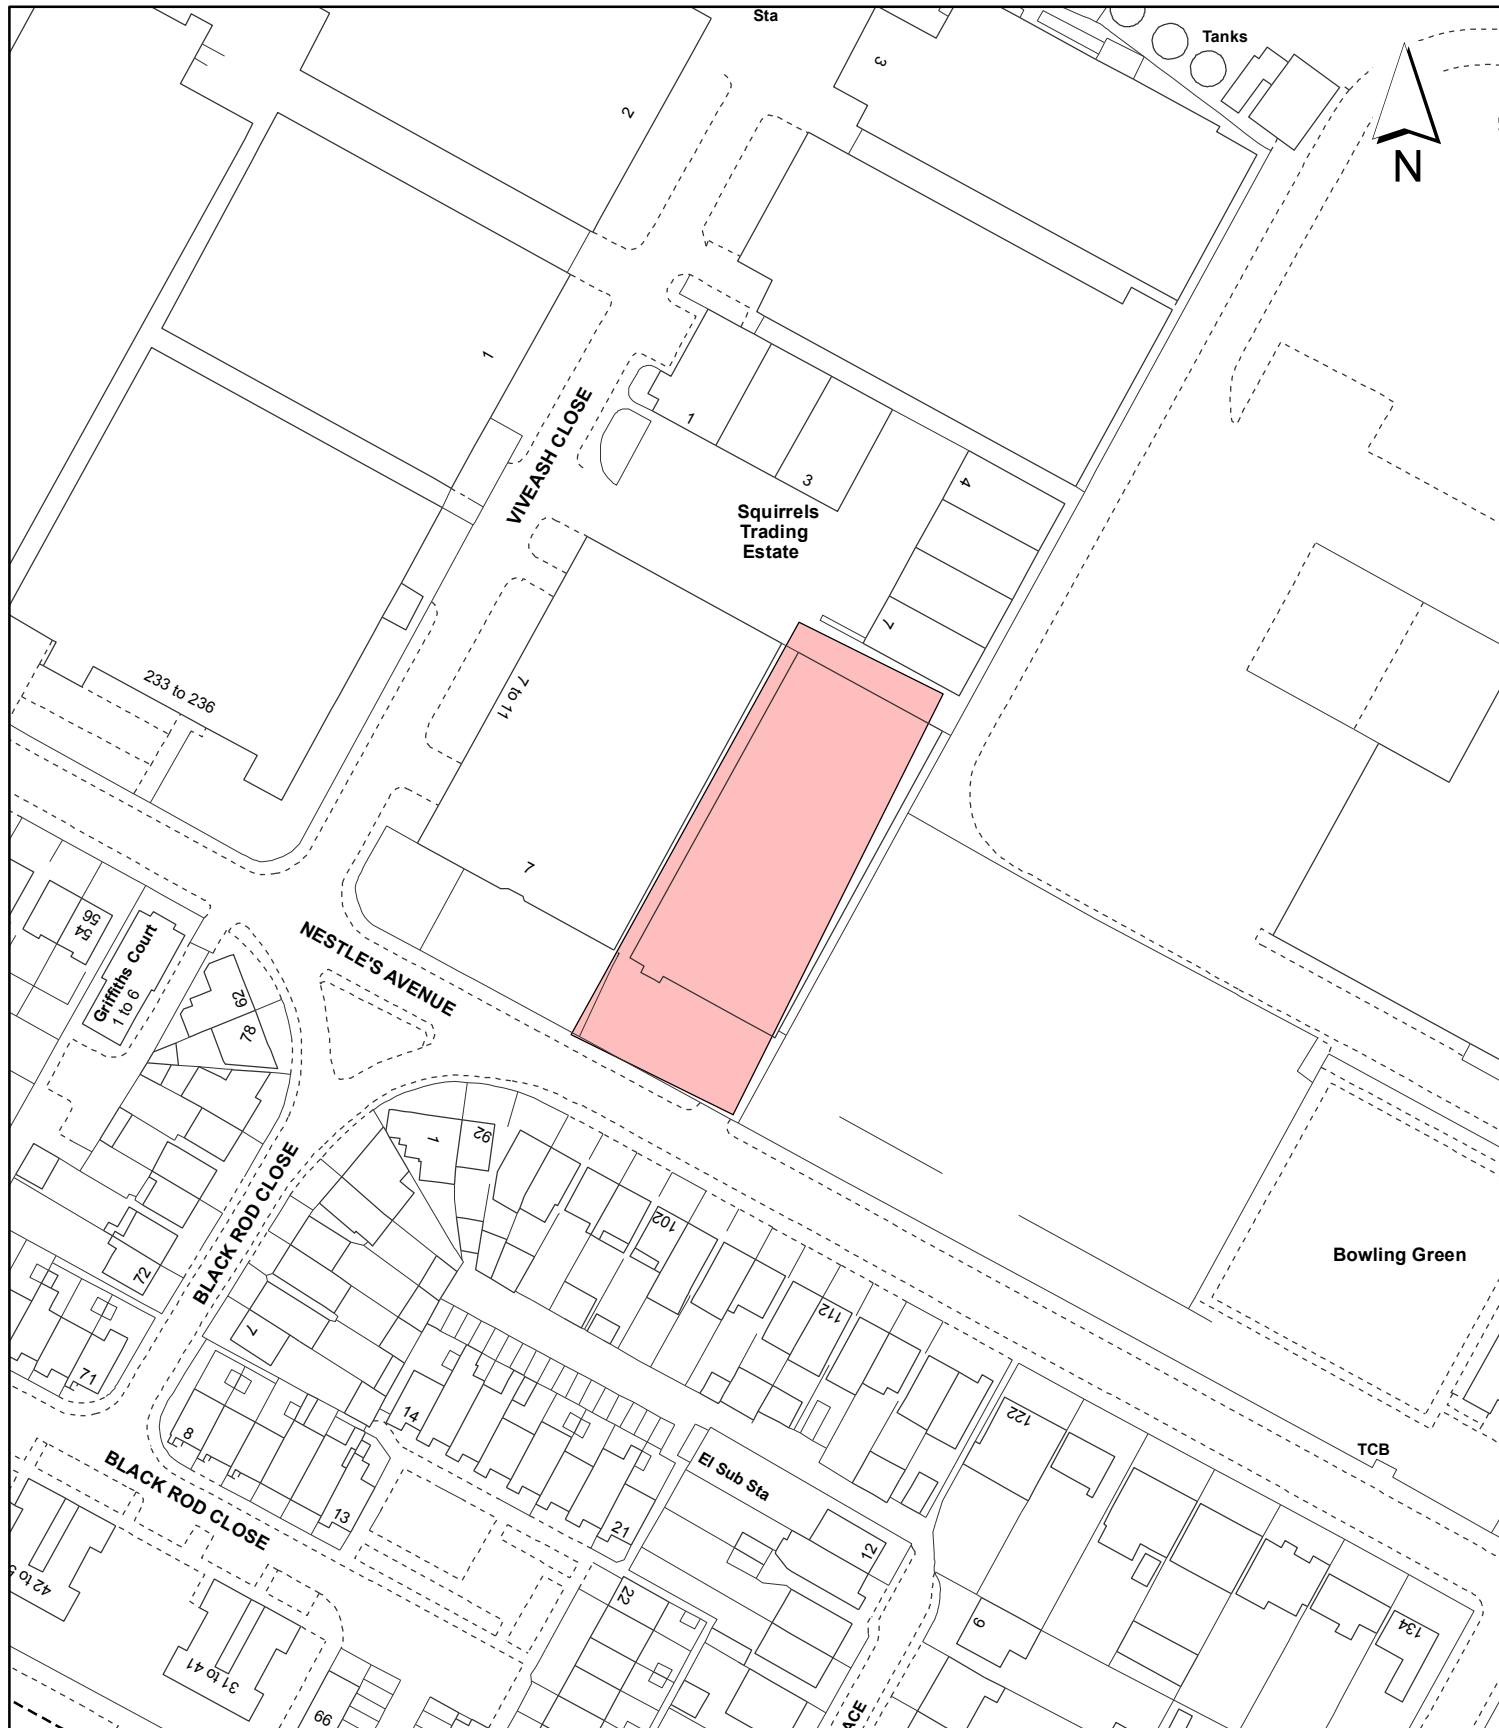 Sta
Tanks
3
N
2
1
VIVEASH CLOSE
1
3
4
Squirrels
Trading
Estate
7
233 to 236
7 to 11
7
54
56
Griffiths Court
1 to 6
NESTLE'S AVENUE
62
78
1
92
BLACK ROD CLOSE
102
Bowling Green
72
112
7
71
14
122
8
TCB
El Sub Sta
BLACK ROD CLOSE
13
21
12
22
9
134
31 to 41
66